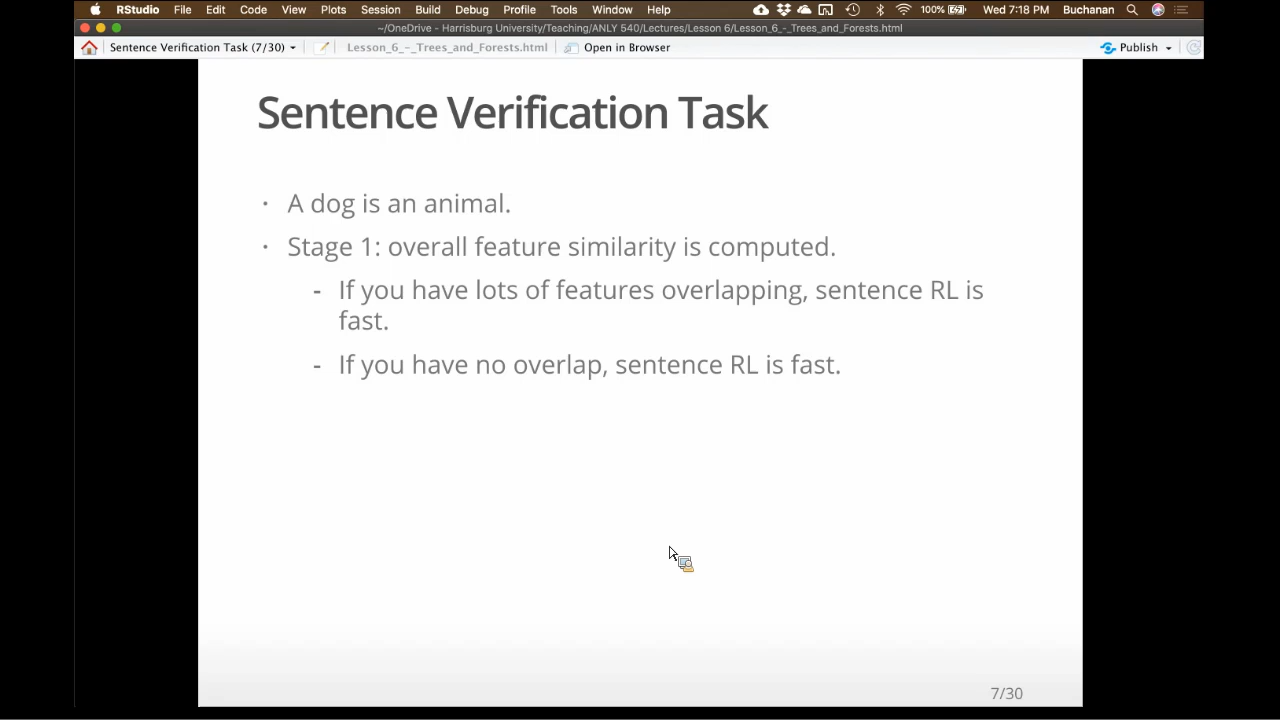 RStudio File Edit Code View Plots Session Build Debug Profile Tools Window Help 100% Wed 7:18 PM Buchanan
~/OneDrive - Harrisburg University/Teaching/ANLY 540/Lectures/Lesson 6/Lesson_6_-_Trees_and_Forests.html
Sentence Verification Task (7/30) Lesson_6_-_Trees_and_Forests.html Open in Browser Publish
Sentence Verification Task
· A dog is an animal.
· Stage 1: overall feature similarity is computed.
- If you have lots of features overlapping, sentence RL is
fast.
- If you have no overlap, sentence RL is fast.
7/30